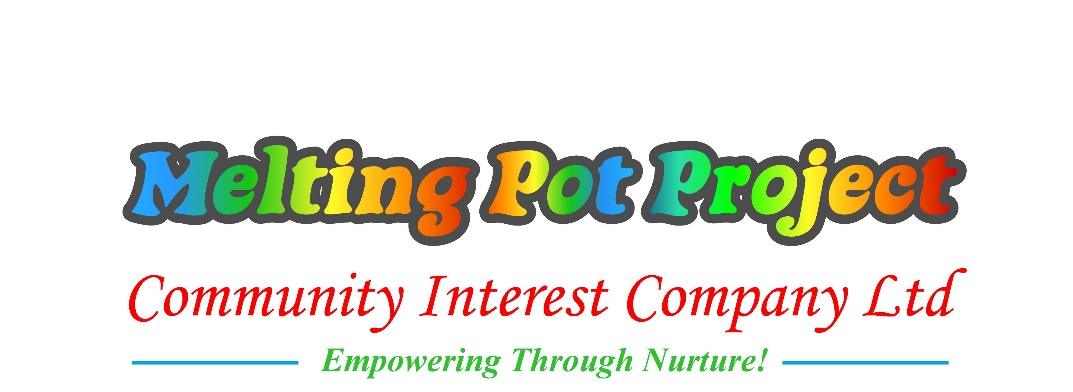 Melting Pot Project
Community Interest Company Ltd
Empowering Through Nurture!